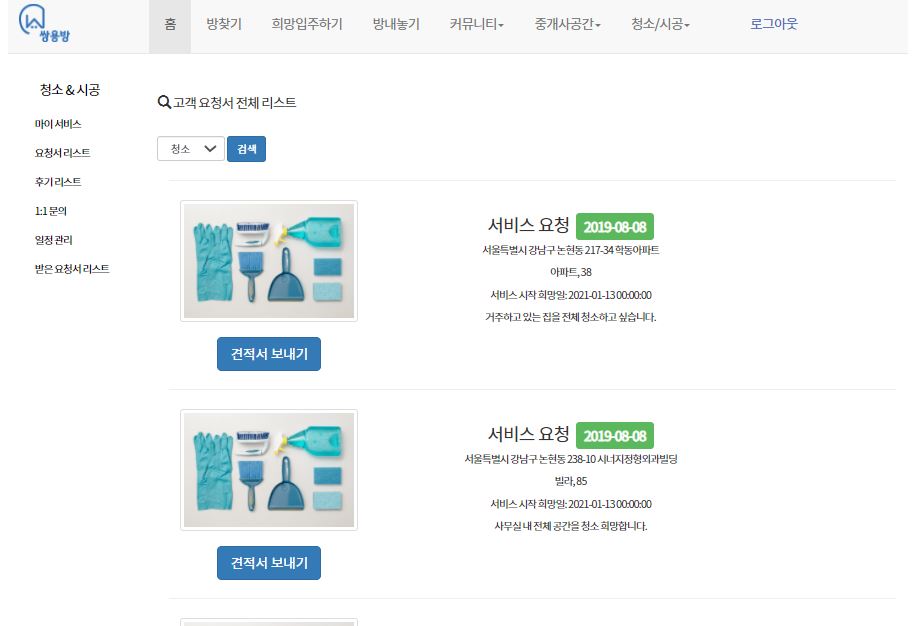 쌍용방
홈 방찾기 희망입주하기 방내놓기 커뮤니티 중개사공간 청소/시공 로그아웃
청소 & 시공
마이 서비스
요청서 리스트
후기 리스트
1:1 문의
일정 관리
받은 요청서 리스트
고객 요청서 전체 리스트
청소 검색
서비스 요청 2019-08-08
서울특별시 강남구 논현동 217-34 학동아파트
아파트, 38
서비스 시작 희망일: 2021-01-13 00:00:00
거주하고 있는 집을 전체 청소하고 싶습니다.
견적서 보내기
서비스 요청 2019-08-08
서울특별시 강남구 논현동 238-10 시너지정형외과빌딩
빌라, 85
서비스 시작 희망일: 2021-01-13 00:00:00
사무실 내 전체 공간을 청소 희망합니다.
견적서 보내기